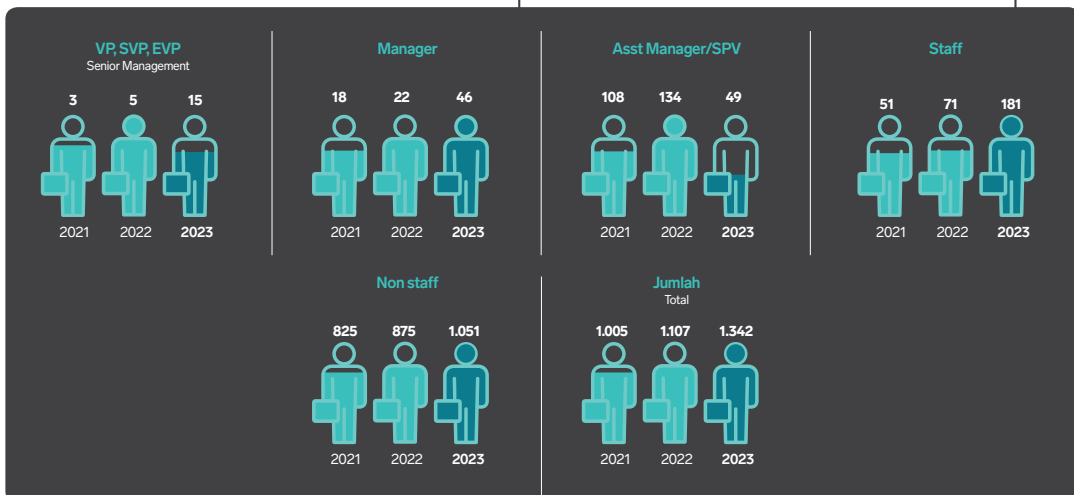 VP, SVP, EVP
Senior Management
3 5 15
2021 2022 2023
Manager
18 22 46
2021 2022 2023
Asst Manager/SPV
108 134 49
2021 2022 2023
Staff
51 71 181
2021 2022 2023
Non staff
825 875 1.051
2021 2022 2023
Jumlah
Total
1.005 1.107 1.342
2021 2022 2023